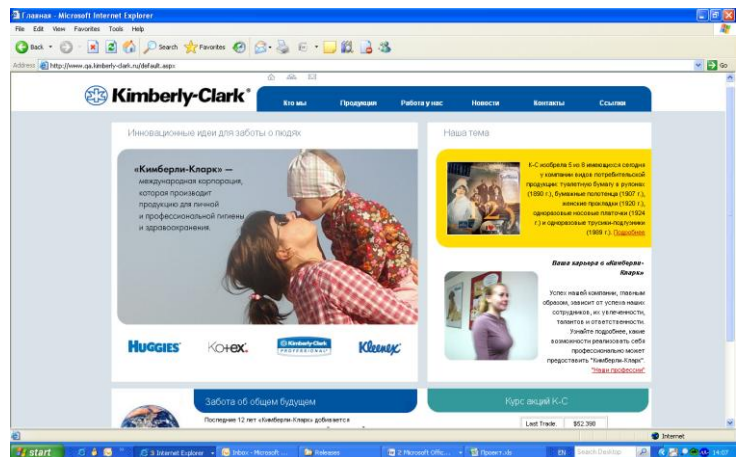 Главная - Microsoft Internet Explorer
File Edit View Favorites Tools Help
Back Search Favorites
Address http://www.qa.kimberly-clark.ru/default.aspx Go
Kimberly-Clark
Кто мы Продукция Работа у нас Новости Контакты Ссылки
Инновационные идеи для заботы о людях
«Кимберли-Кларк» —
международная корпорация,
которая производит
продукцию для личной
и профессиональной гигиены
и здравоохранения.
HUGGIES Kotex. Kimberly-Clark PROFESSIONAL Kleenex
Наша тема
К-С изобрела 5 из 8 имеющихся сегодня
у компании видов потребительской
продукции: туалетную бумагу в рулонах
(1890 г.), бумажные полотенца (1907 г.),
женские прокладки (1920 г.),
одноразовые носовые платочки (1924
г.) и одноразовые трусики-подгузники
(1989 г.). Подробнее
Ваша карьера в «Кимберли-
Кларк»
Успех нашей компании, главным
образом, зависит от успеха наших
сотрудников, их увлеченности,
талантов и ответственности.
Узнайте подробнее, какие
возможности реализовать себя
профессионально может
предоставить "Кимберли-Кларк".
"Наши профессии"
Забота об общем будущем
Последние 12 лет «Кимберли-Кларк» добивается
Курс акций К-С
Last Trade: $52.390
Internet
start 3 Internet Explorer Inbox - Microsoft ... Releases 2 Microsoft Offic... Проект.xls EN Search Desktop 14:07